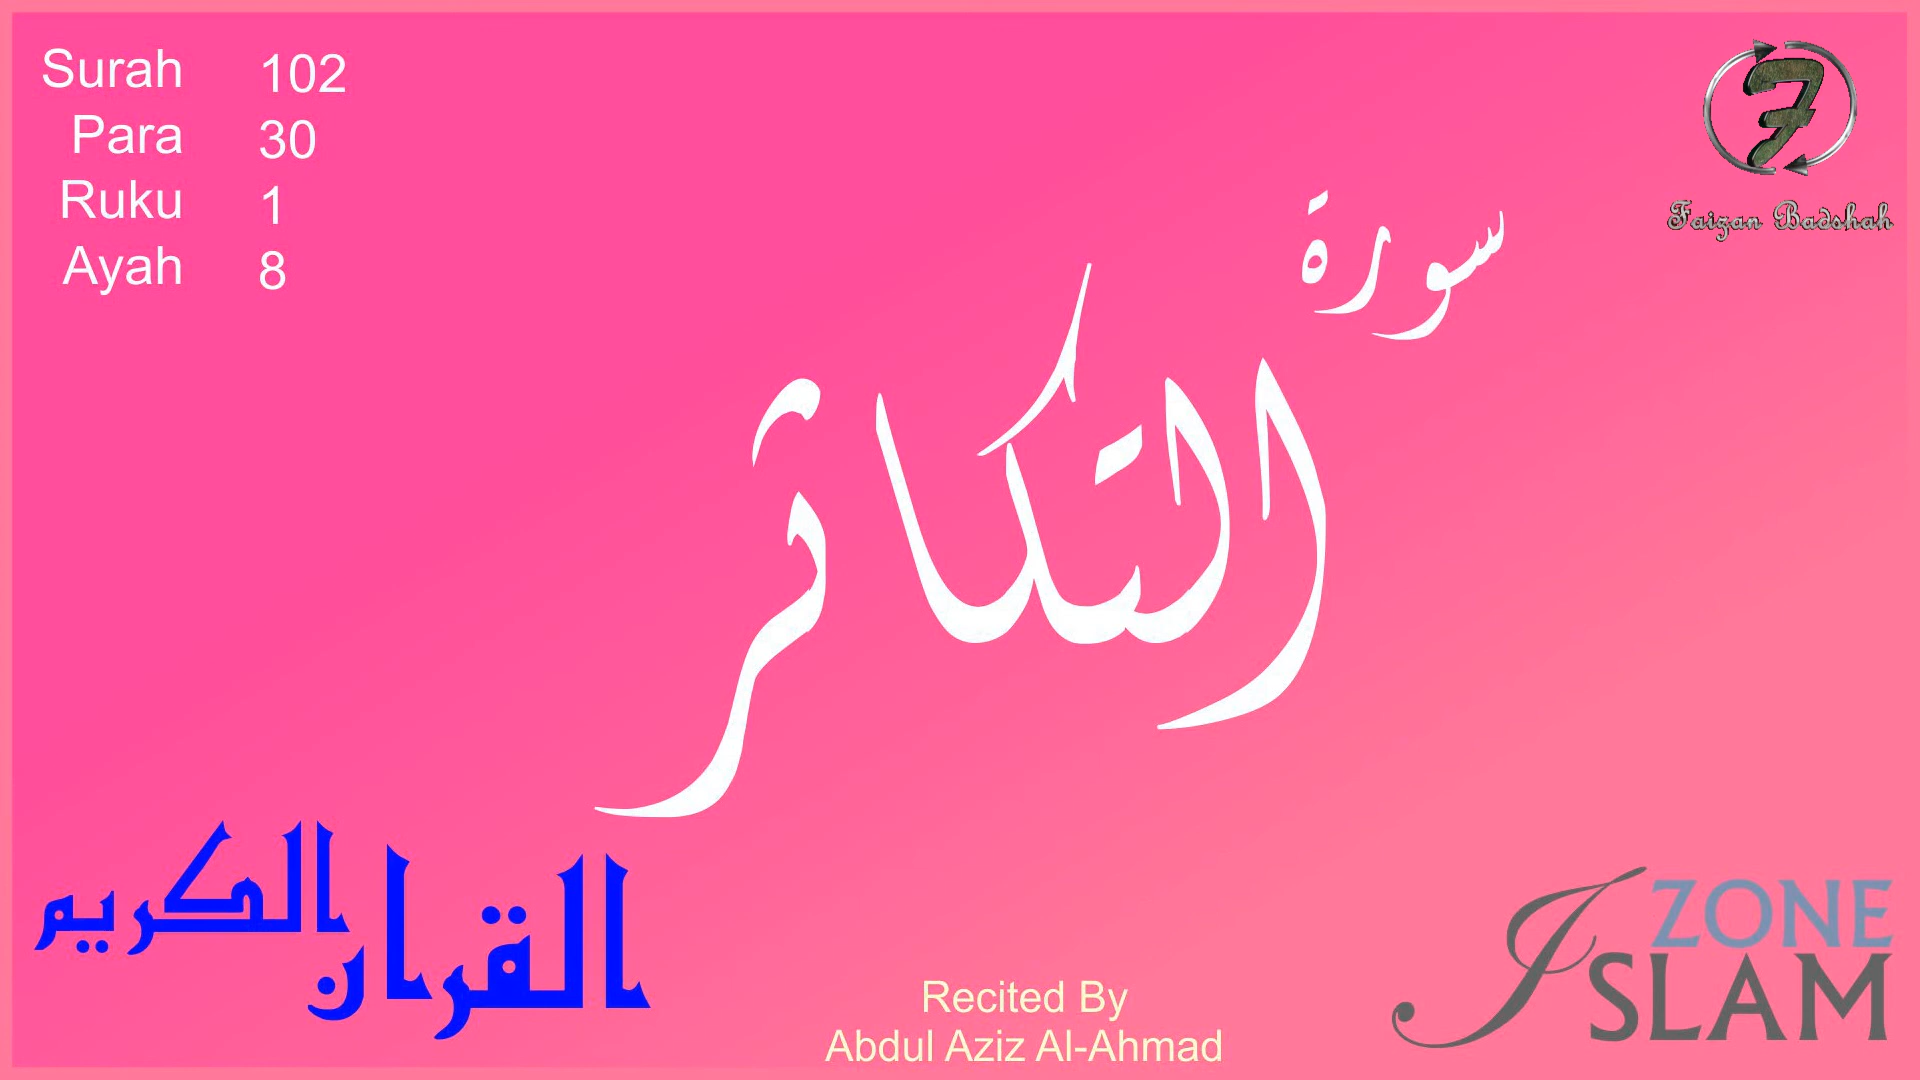 Surah 102
Para 30
Ruku 1
Ayah 8
Faizan Badshah
سورة
التكاثر
القران الكريم
ZONE
ISLAM
Recited By
Abdul Aziz Al-Ahmad